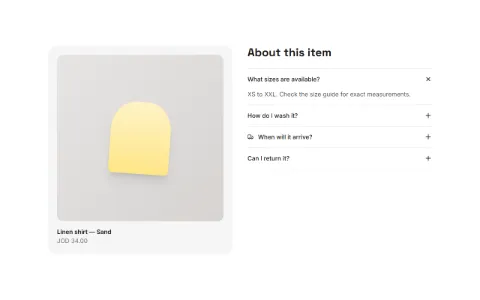 About this item
What sizes are available?
XS to XXL. Check the size guide for exact measurements.
How do I wash it?
When will it arrive?
Can I return it?
Linen shirt — Sand
JOD 34.00